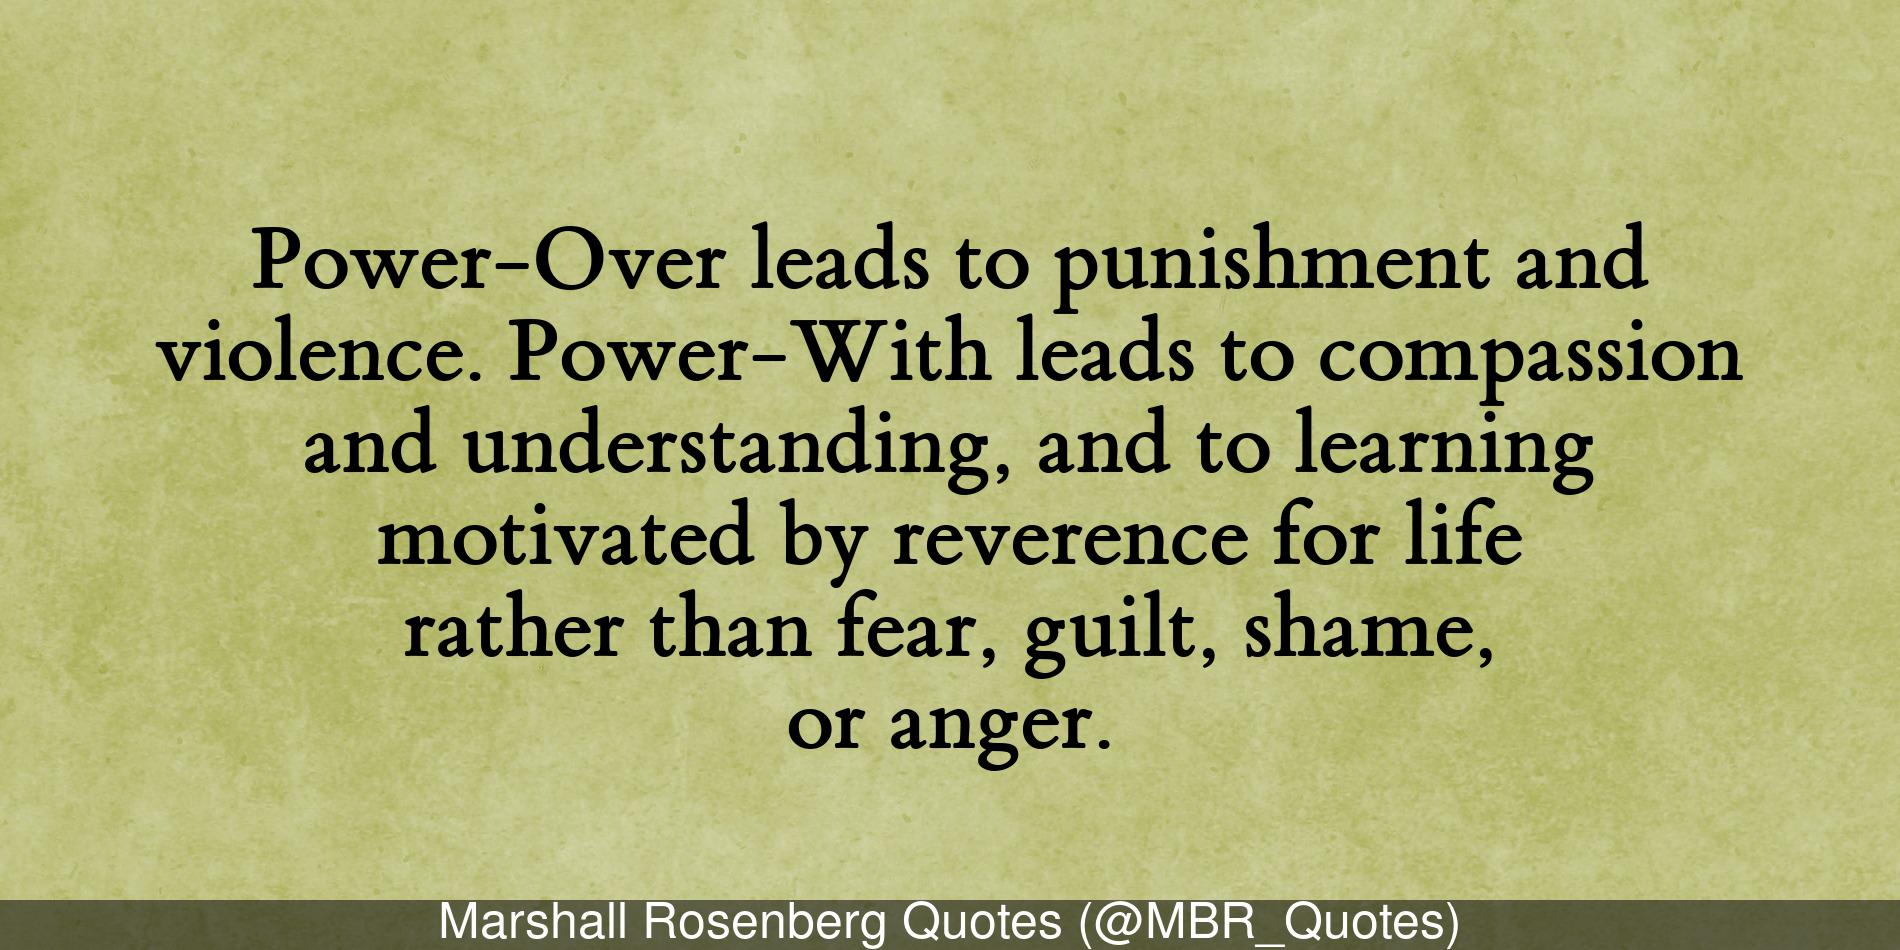 Power-Over leads to punishment and
violence. Power-With leads to compassion
and understanding, and to learning
motivated by reverence for life
rather than fear, guilt, shame,
or anger.
Marshall Rosenberg Quotes (@MBR_Quotes)